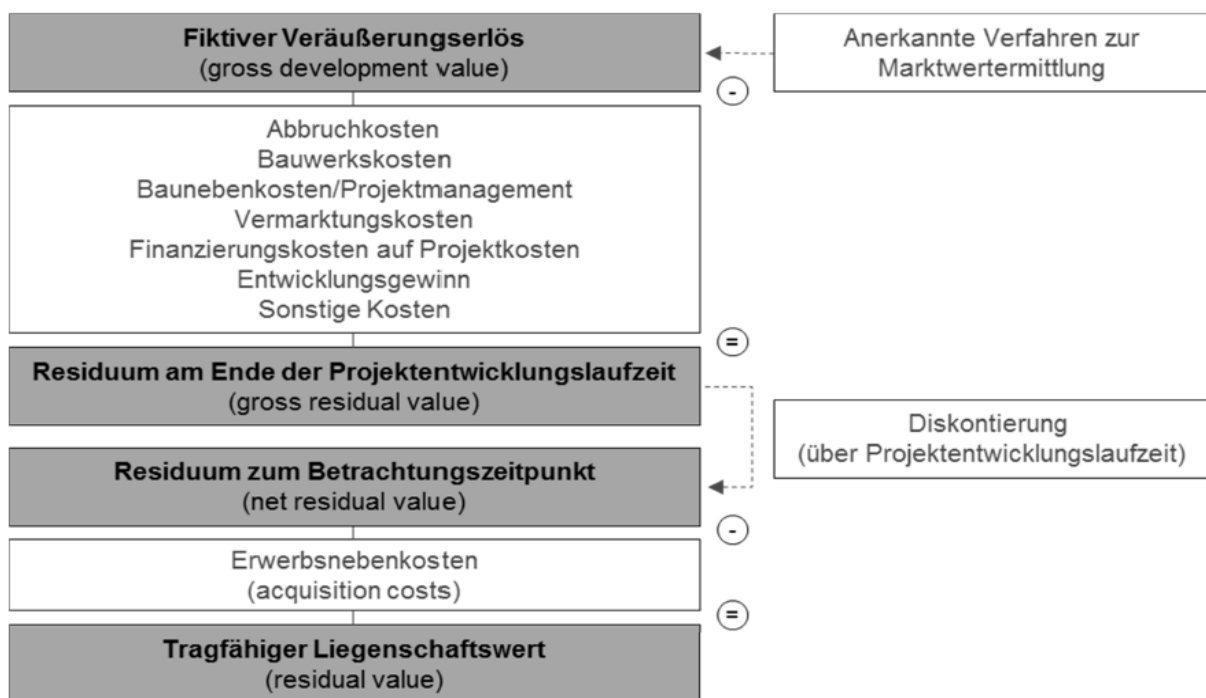 Fiktiver Veräußerungserlös
(gross development value)
Anerkannte Verfahren zur
Marktwertermittlung
-
Abbruchkosten
Bauwerkskosten
Baunebenkosten/Projektmanagement
Vermarktungskosten
Finanzierungskosten auf Projektkosten
Entwicklungsgewinn
Sonstige Kosten
=
Residuum am Ende der Projektentwicklungslaufzeit
(gross residual value)
Diskontierung
(über Projektentwicklungslaufzeit)
Residuum zum Betrachtungszeitpunkt
(net residual value)
-
Erwerbsnebenkosten
(acquisition costs)
=
Tragfähiger Liegenschaftswert
(residual value)